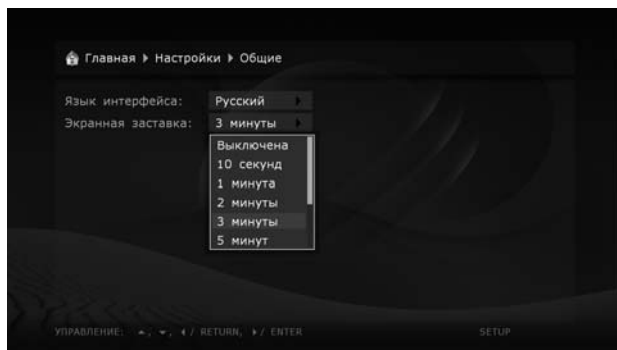 Главная ▶ Настройки ▶ Общие
Язык интерфейса: Русский
Экранная заставка: 3 минуты
Выключена
10 секунд
1 минута
2 минуты
3 минуты
5 минут
УПРАВЛЕНИЕ: ▲, ▼, ◀/ RETURN, ▶/ ENTER SETUP